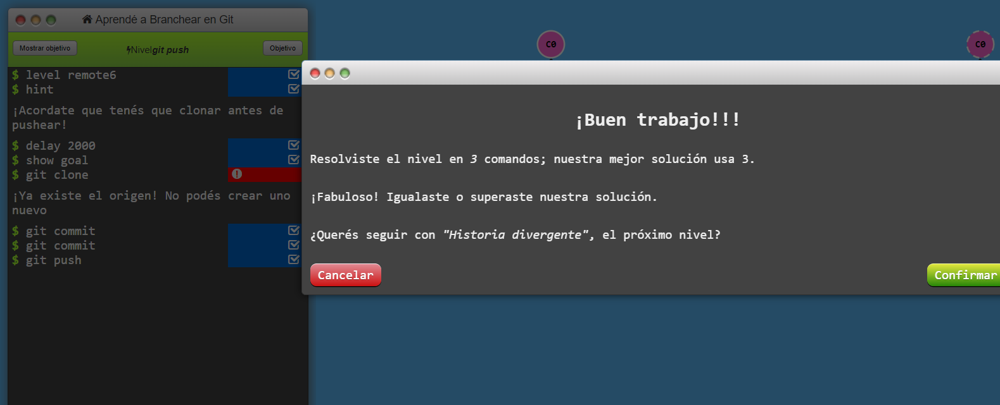 Aprendé a Branchear en Git
Mostrar objetivo
Nivelgit push
Objetivo
$ level remote6
$ hint
¡Acordate que tenés que clonar antes de
pushear!
$ delay 2000
$ show goal
$ git clone
¡Ya existe el origen! No podés crear uno
nuevo
$ git commit
$ git commit
$ git push
C0
C0
¡Buen trabajo!!!
Resolviste el nivel en 3 comandos; nuestra mejor solución usa 3.
¡Fabuloso! Igualaste o superaste nuestra solución.
¿Querés seguir con "Historia divergente", el próximo nivel?
Cancelar
Confirmar